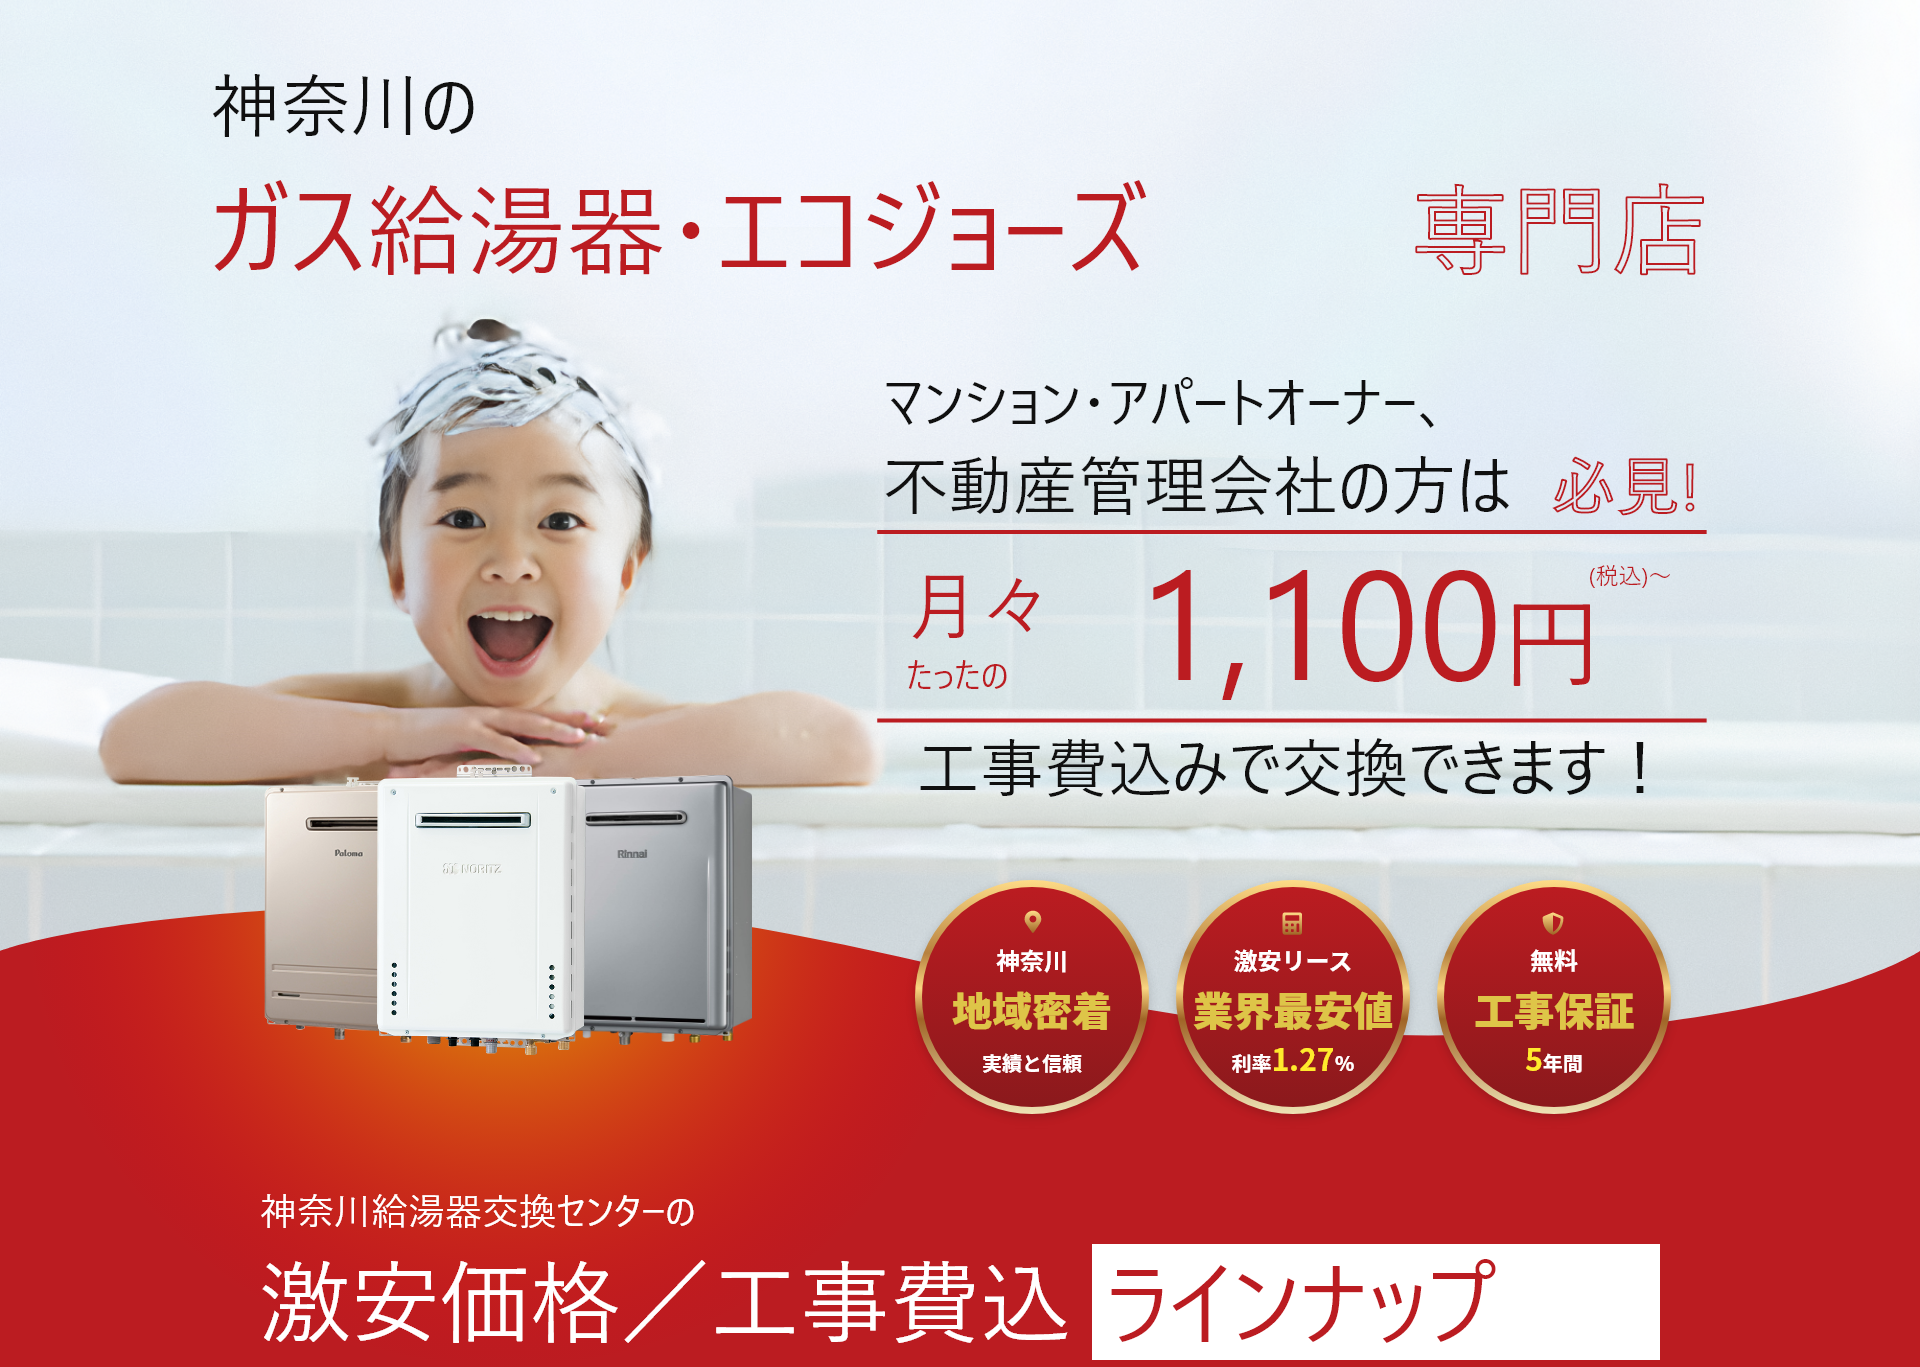 神奈川の
ガス給湯器・エコジョーズ 専門店
マンション・アパートオーナー、
不動産管理会社の方は 必見!
月々
たったの
1,100円
(税込)～
工事費込みで交換できます！
Paloma
NORITZ
Rinnai
神奈川
地域密着
実績と信頼
激安リース
業界最安値
利率1.27%
無料
工事保証
5年間
神奈川給湯器交換センターの
激安価格／工事費込 ラインナップ